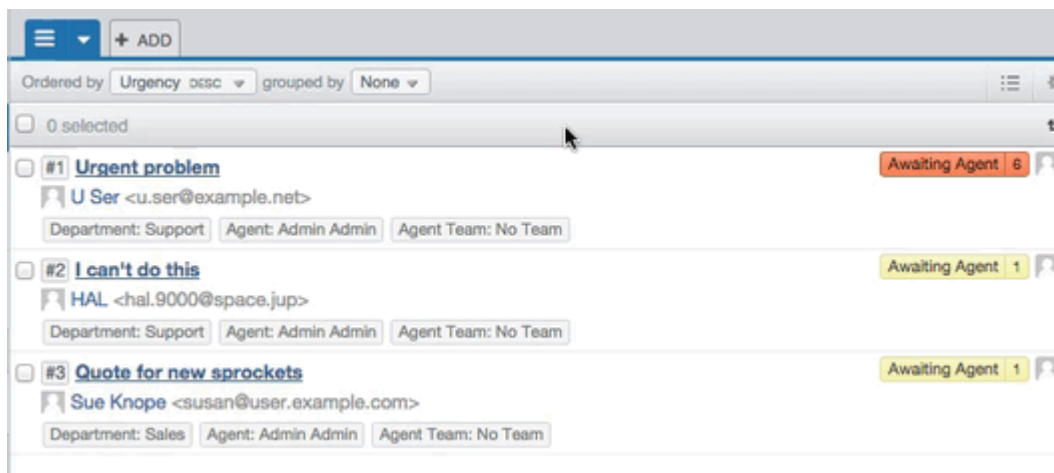 + ADD
Ordered by Urgency DESC grouped by None
0 selected
#1 Urgent problem Awaiting Agent 6
U Ser <u.ser@example.net>
Department: Support Agent: Admin Admin Agent Team: No Team
#2 I can't do this Awaiting Agent 1
HAL <hal.9000@space.jup>
Department: Support Agent: Admin Admin Agent Team: No Team
#3 Quote for new sprockets Awaiting Agent 1
Sue Knope <susan@user.example.com>
Department: Sales Agent: Admin Admin Agent Team: No Team